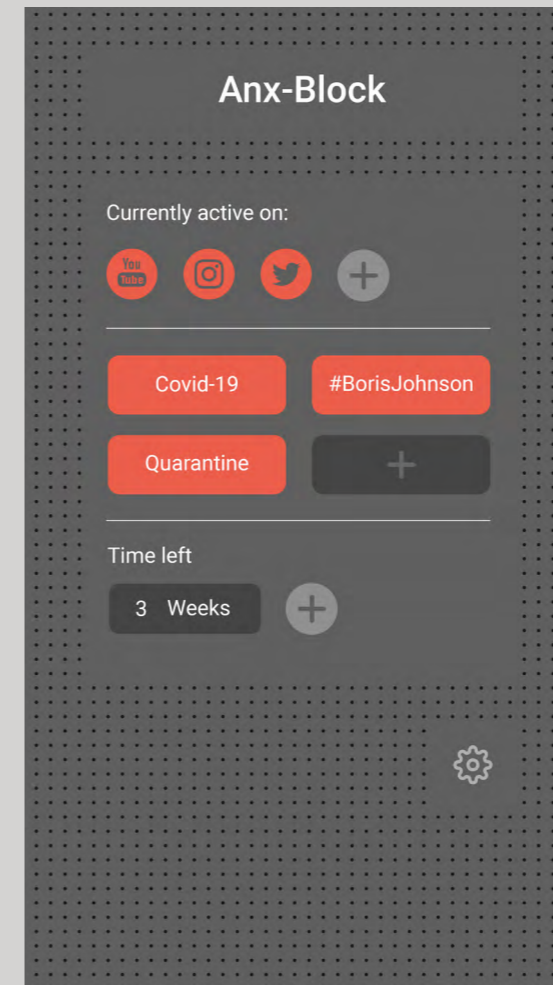 Anx-Block
Currently active on:
You
Tube
Covid-19
#BorisJohnson
Quarantine
Time left
3 Weeks